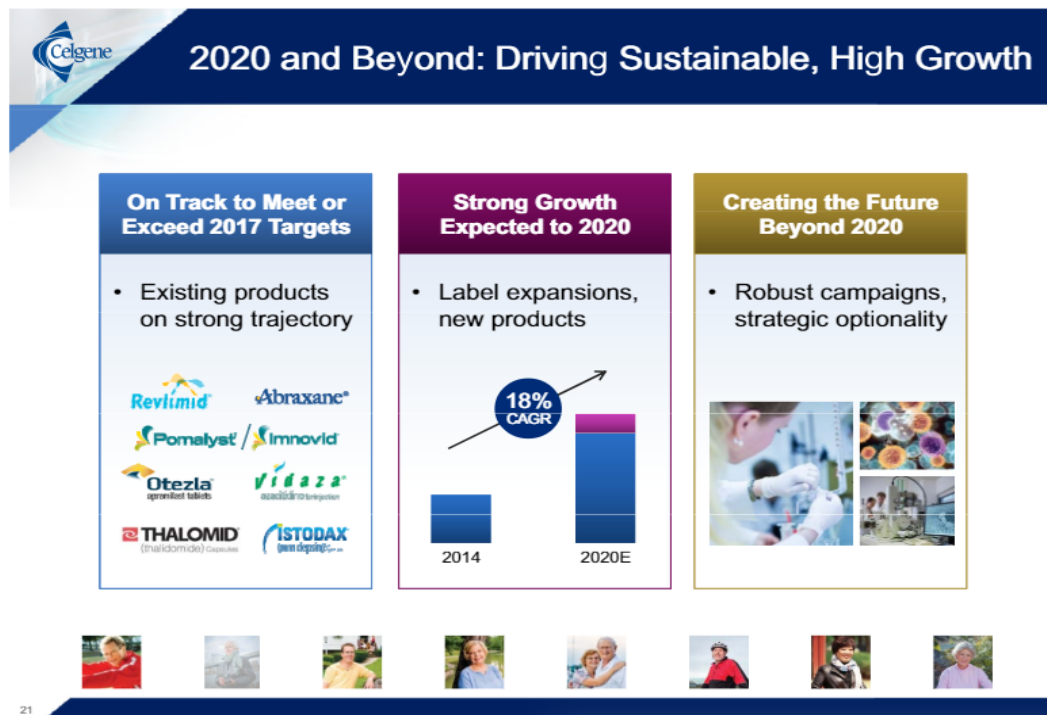 Celgene
2020 and Beyond: Driving Sustainable, High Growth
On Track to Meet or
Exceed 2017 Targets
• Existing products
on strong trajectory
Revlimid®
Abraxane®
Pomalyst® / Imnovid®
Otezla®
apremilast tablets
Vidaza®
THALOMID®
(thalidomide) Capsules
ISTODAX®
Strong Growth
Expected to 2020
• Label expansions,
new products
18%
CAGR
2014
2020E
Creating the Future
Beyond 2020
• Robust campaigns,
strategic optionality
21